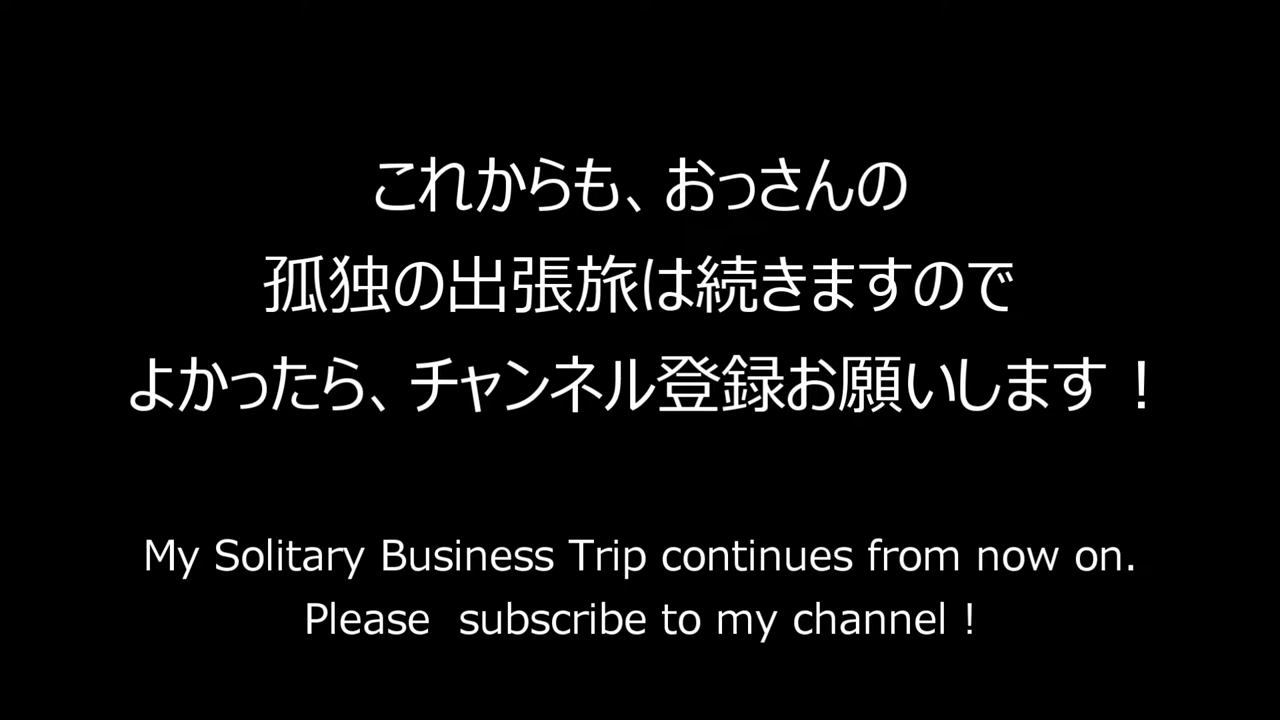 これからも、おっさんの
孤独の出張旅は続きますので
よかったら、チャンネル登録お願いします！
My Solitary Business Trip continues from now on.
Please  subscribe to my channel !